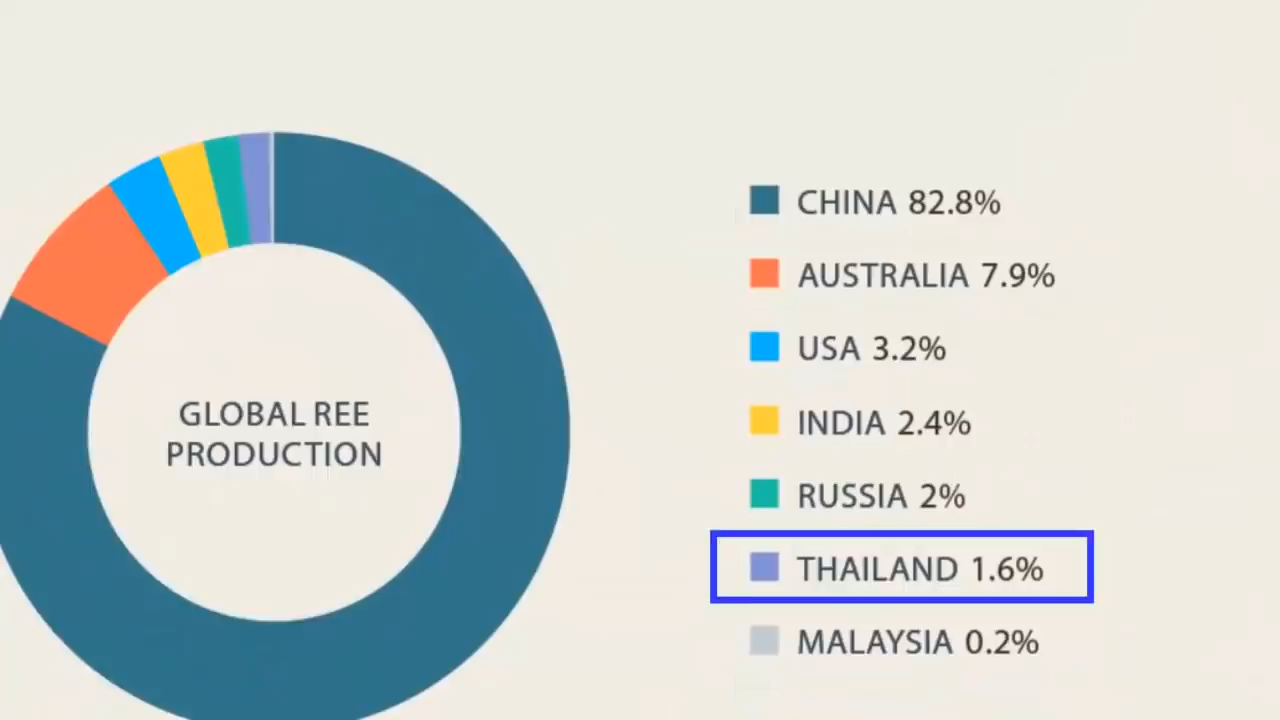 GLOBAL REE
PRODUCTION
CHINA 82.8%
AUSTRALIA 7.9%
USA 3.2%
INDIA 2.4%
RUSSIA 2%
THAILAND 1.6%
MALAYSIA 0.2%